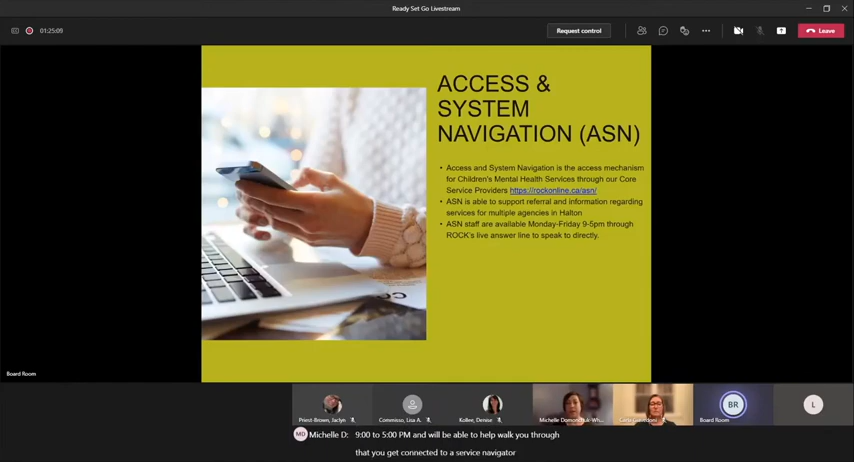 Ready Set Go Livestream
01:25:09
Request control
Leave
ACCESS &
SYSTEM
NAVIGATION (ASN)
• Access and System Navigation is the access mechanism
for Children's Mental Health Services through our Core
Service Providers https://rockonline.ca/asn/
• ASN is able to support referral and information regarding
services for multiple agencies in Halton
• ASN staff are available Monday-Friday 9-5pm through
ROCK's live answer line to speak to directly.
Board Room
Priest-Brown, Jaclyn
Commisso, Lisa A.
Kollee, Denise
Michelle
BR
Board Room
L
MD Michelle D: 9:00 to 5:00 PM and will be able to help walk you through
that you get connected to a service navigator